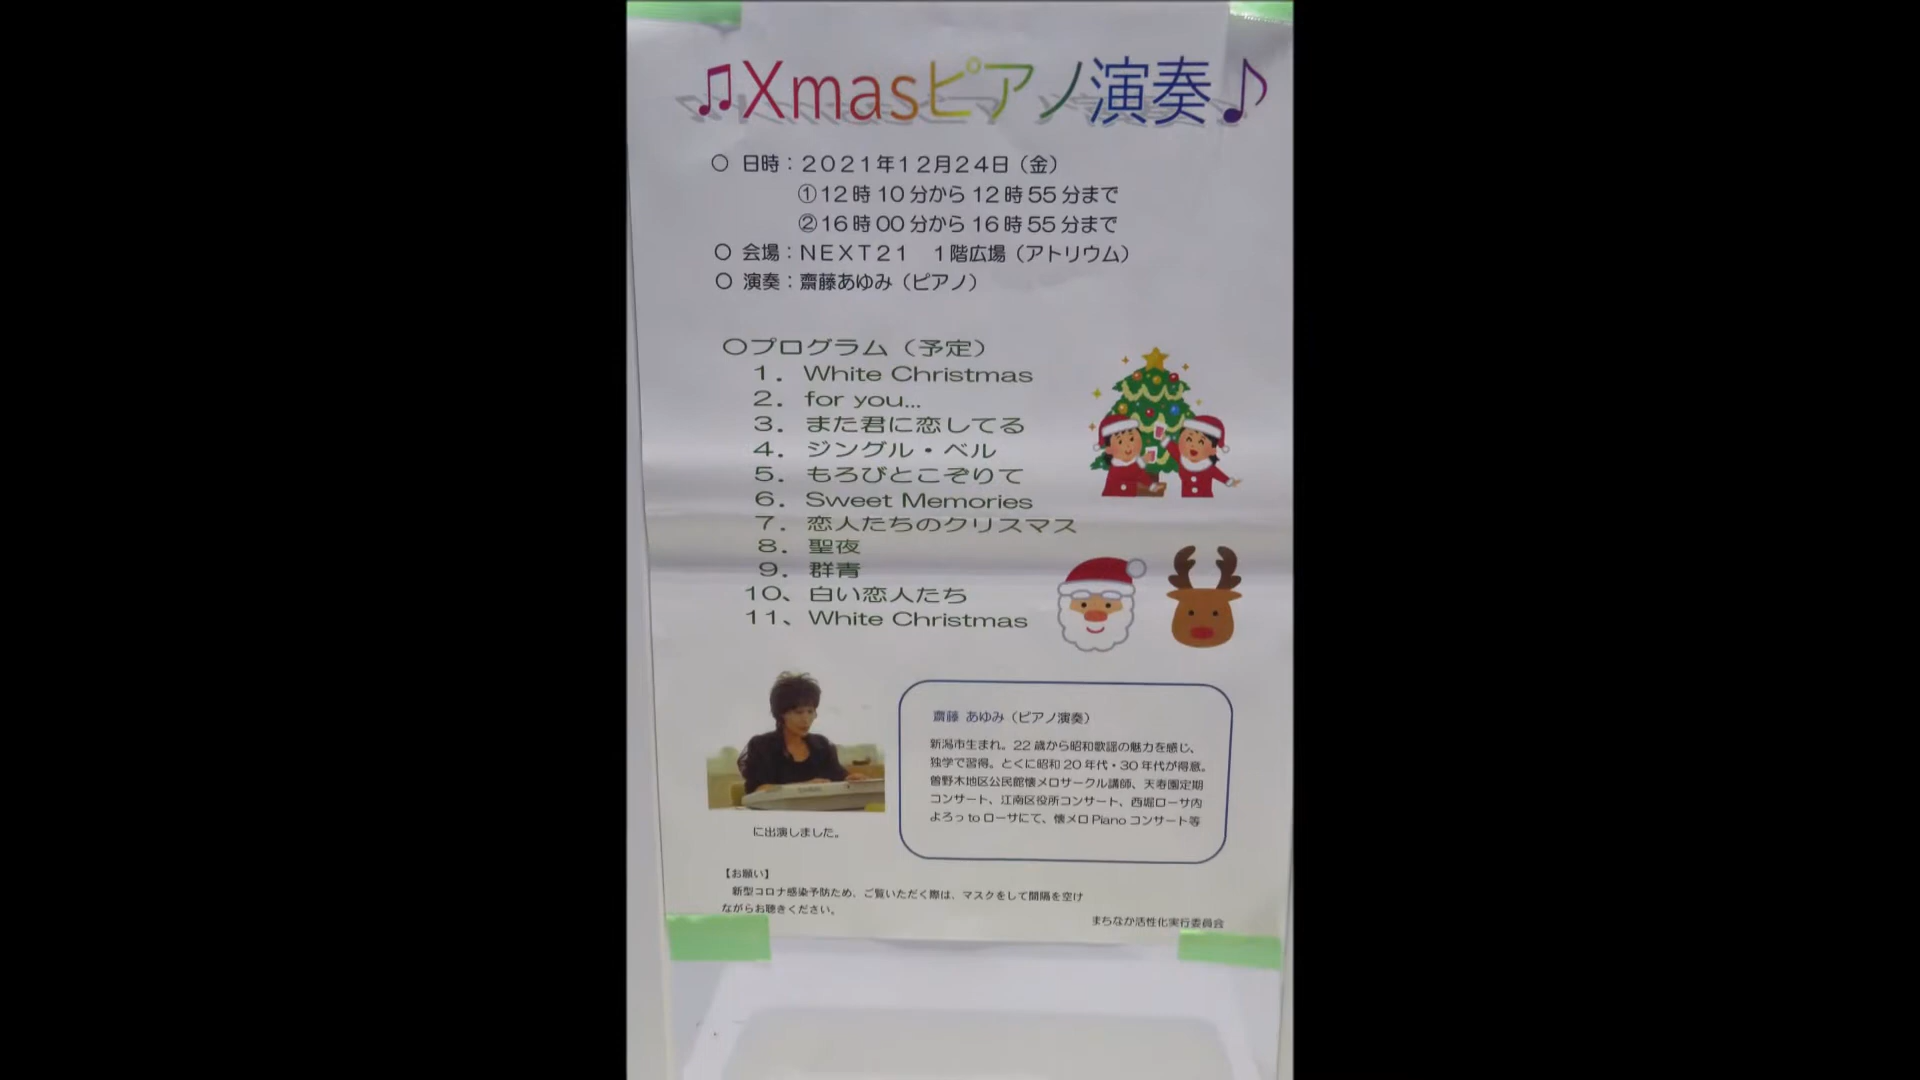 ♫Xmasピアノ演奏♪
○ 日時：２０２１年１２月２４日（金）
①12時10分から12時55分まで
②16時00分から16時55分まで
○ 会場：ＮＥＸＴ２１　１階広場（アトリウム）
○ 演奏：齋藤あゆみ（ピアノ）
○プログラム（予定）
１．White Christmas
２．for you…
３．また君に恋してる
４．ジングル・ベル
５．もろびとこぞりて
６．Sweet Memories
７．恋人たちのクリスマス
８．聖夜
９．群青
10、白い恋人たち
11、White Christmas
齋藤 あゆみ（ピアノ演奏）
新潟市生まれ。22歳から昭和歌謡の魅力を感じ、
独学で習得。とくに昭和20年代・30年代が得意。
曽野木地区公民館懐メロサークル講師、天寿園定期
コンサート、江南区役所コンサート、西堀ローサ内
よろっtoローサにて、懐メロPianoコンサート等
に出演しました。
【お願い】
新型コロナ感染予防ため、ご覧いただく際は、マスクをして間隔を空け
ながらお聴きください。
まちなか活性化実行委員会